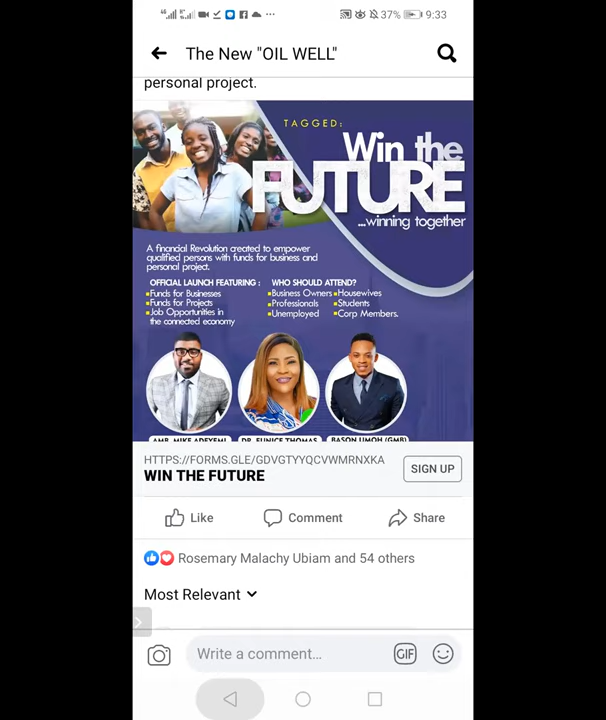 37% 9:33
The New "OIL WELL"
personal project.
TAGGED:
Win the
FUTURE
...winning together
A financial Revolution created to empower
qualified persons with funds for business and
personal project.
OFFICIAL LAUNCH FEATURING :
Funds for Businesses
Funds for Projects
Job Opportunities in
the connected economy
WHO SHOULD ATTEND?
Business Owners Housewives
Professionals Students
Unemployed Corp Members.
AMB. MIKE ADEYEMI DR. EUNICE THOMAS BASON UMOH (GMB)
HTTPS://FORMS.GLE/GDVGTYYQCVWMRNXKA
WIN THE FUTURE
SIGN UP
Like Comment Share
Rosemary Malachy Ubiam and 54 others
Most Relevant
Write a comment... GIF